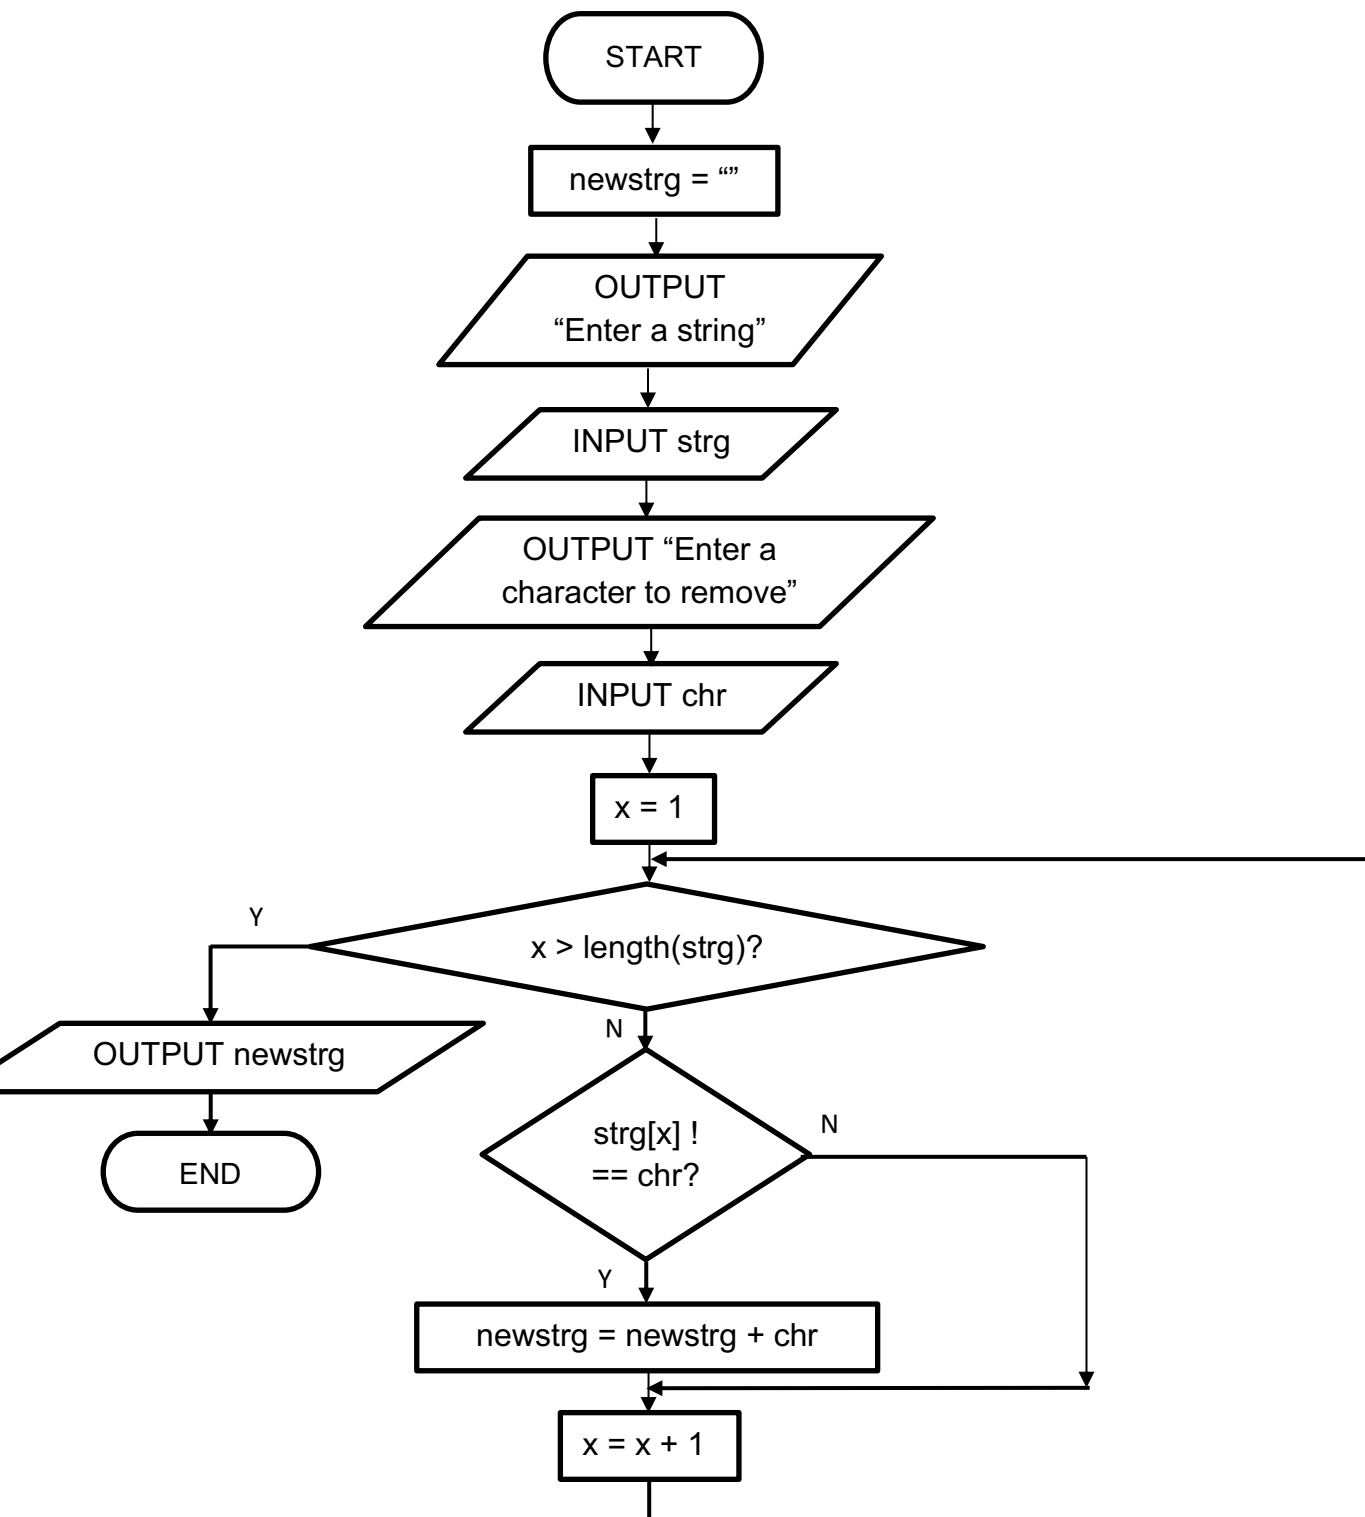 START
newstrg = “”
OUTPUT
“Enter a string”
INPUT strg
OUTPUT “Enter a
character to remove”
INPUT chr
x = 1
Y
x > length(strg)?
N
OUTPUT newstrg
END
strg[x] !
== chr?
N
Y
newstrg = newstrg + chr
x = x + 1